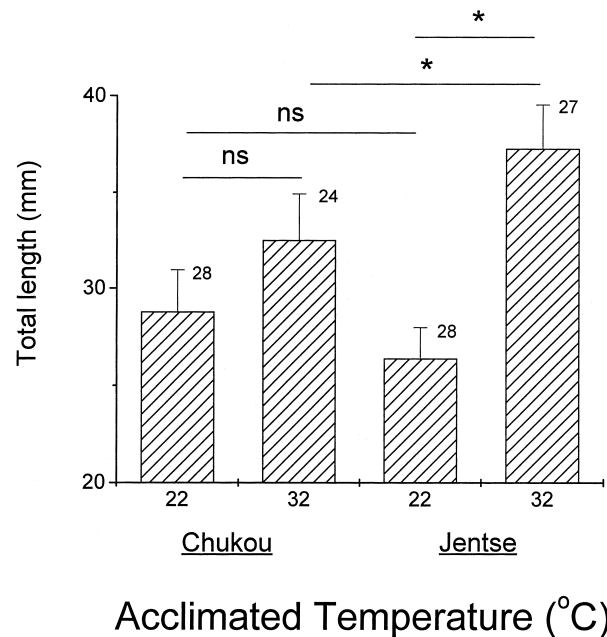 *
*
40
27
ns
ns
24
Total length (mm)
30
28
28
20
22
32
22
32
Chukou
Jentse
Acclimated Temperature (°C)